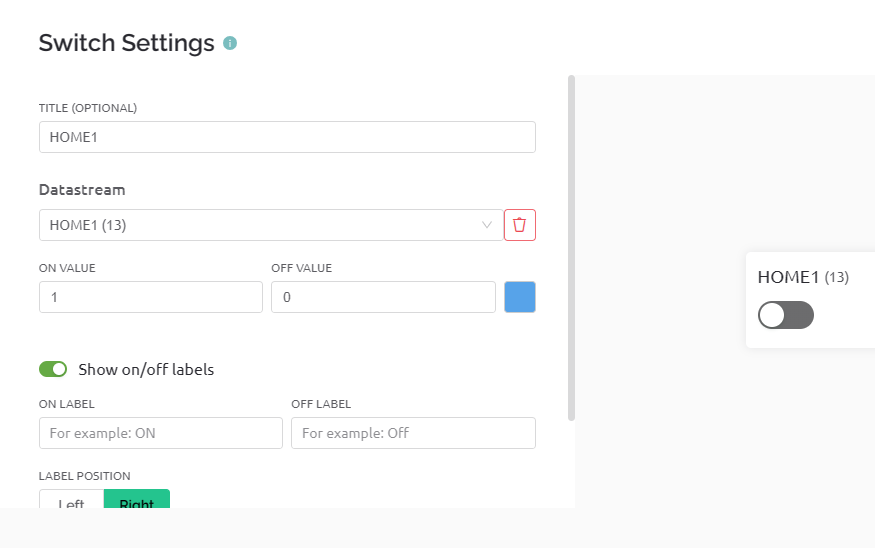 Switch Settings
TITLE (OPTIONAL)
HOME1
Datastream
HOME1 (13)
ON VALUE OFF VALUE
1 0
HOME1 (13)
Show on/off labels
ON LABEL OFF LABEL
For example: ON For example: Off
LABEL POSITION
Left Right